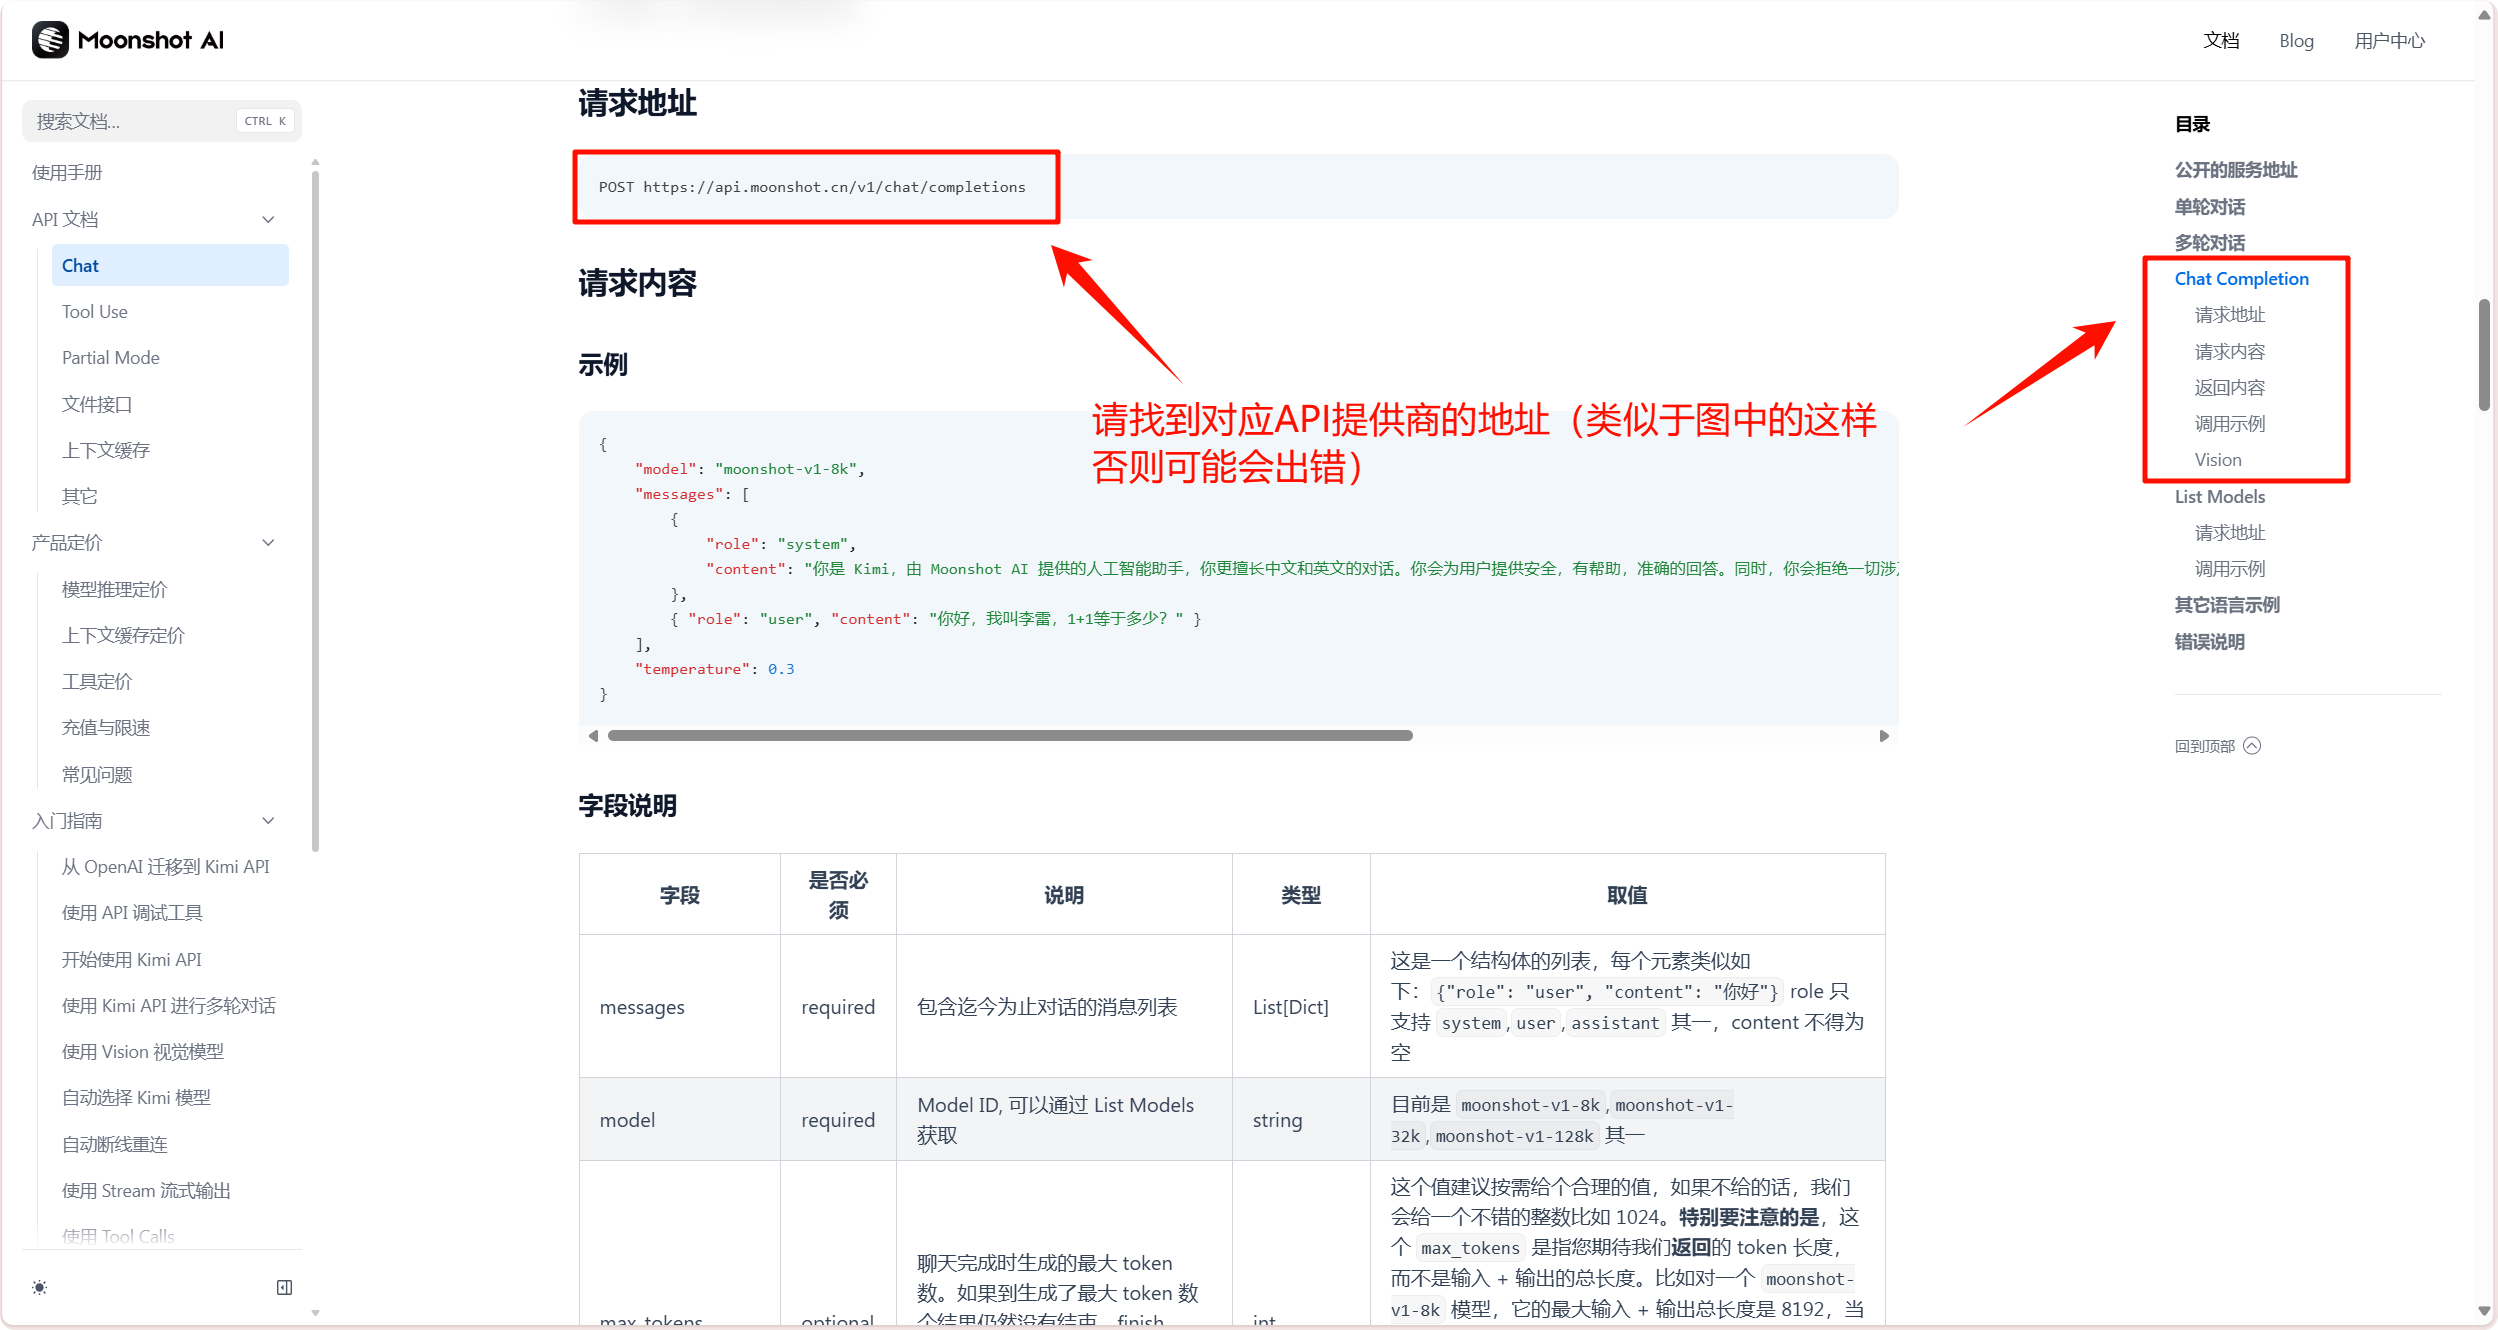 Moonshot AI
文档
Blog
用户中心
搜索文档...
CTRL K
使用手册
API 文档
Chat
Tool Use
Partial Mode
文件接口
上下文缓存
其它
产品定价
模型推理定价
上下文缓存定价
工具定价
充值与限速
常见问题
入门指南
从 OpenAI 迁移到 Kimi API
使用 API 调试工具
开始使用 Kimi API
使用 Kimi API 进行多轮对话
使用 Vision 视觉模型
自动选择 Kimi 模型
自动断线重连
使用 Stream 流式输出
使用 Tool Calls
请求地址
POST https://api.moonshot.cn/v1/chat/completions
请求内容
示例
请找到对应API提供商的地址（类似于图中的这样
否则可能会出错）
{
"model": "moonshot-v1-8k",
"messages": [
{
"role": "system",
"content": "你是 Kimi，由 Moonshot AI 提供的人工智能助手，你更擅长中文和英文的对话。你会为用户提供安全，有帮助，准确的回答。同时，你会拒绝一切涉
},
{ "role": "user", "content": "你好，我叫李雷，1+1等于多少？" }
],
"temperature": 0.3
}
字段说明
字段
是否必
须
说明
类型
取值
messages
required
包含迄今为止对话的消息列表
List[Dict]
这是一个结构体的列表，每个元素类似如
下：{"role": "user", "content": "你好"} role 只
支持 system,user,assistant 其一，content 不得为
空
model
required
Model ID, 可以通过 List Models
获取
string
目前是 moonshot-v1-8k,moonshot-v1-
32k,moonshot-v1-128k 其一
max_tokens
optional
聊天完成时生成的最大 token
数。如果到生成了最大 token 数
个结果仍然没有结束，finish
int
这个值建议按需给个合理的值，如果不给的话，我们
会给一个不错的整数比如 1024。特别要注意的是，这
个 max_tokens 是指您期待我们返回的 token 长度，
而不是输入 + 输出的总长度。比如对一个 moonshot-
v1-8k 模型，它的最大输入 + 输出总长度是 8192，当
目录
公开的服务地址
单轮对话
多轮对话
Chat Completion
请求地址
请求内容
返回内容
调用示例
Vision
List Models
请求地址
调用示例
其它语言示例
错误说明
回到顶部